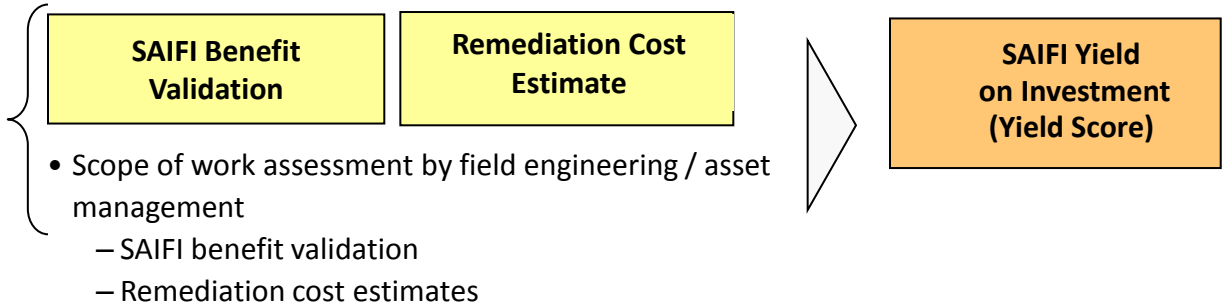 SAIFI Benefit
Validation
Remediation Cost
Estimate
SAIFI Yield
on Investment
(Yield Score)
• Scope of work assessment by field engineering / asset
management
– SAIFI benefit validation
– Remediation cost estimates